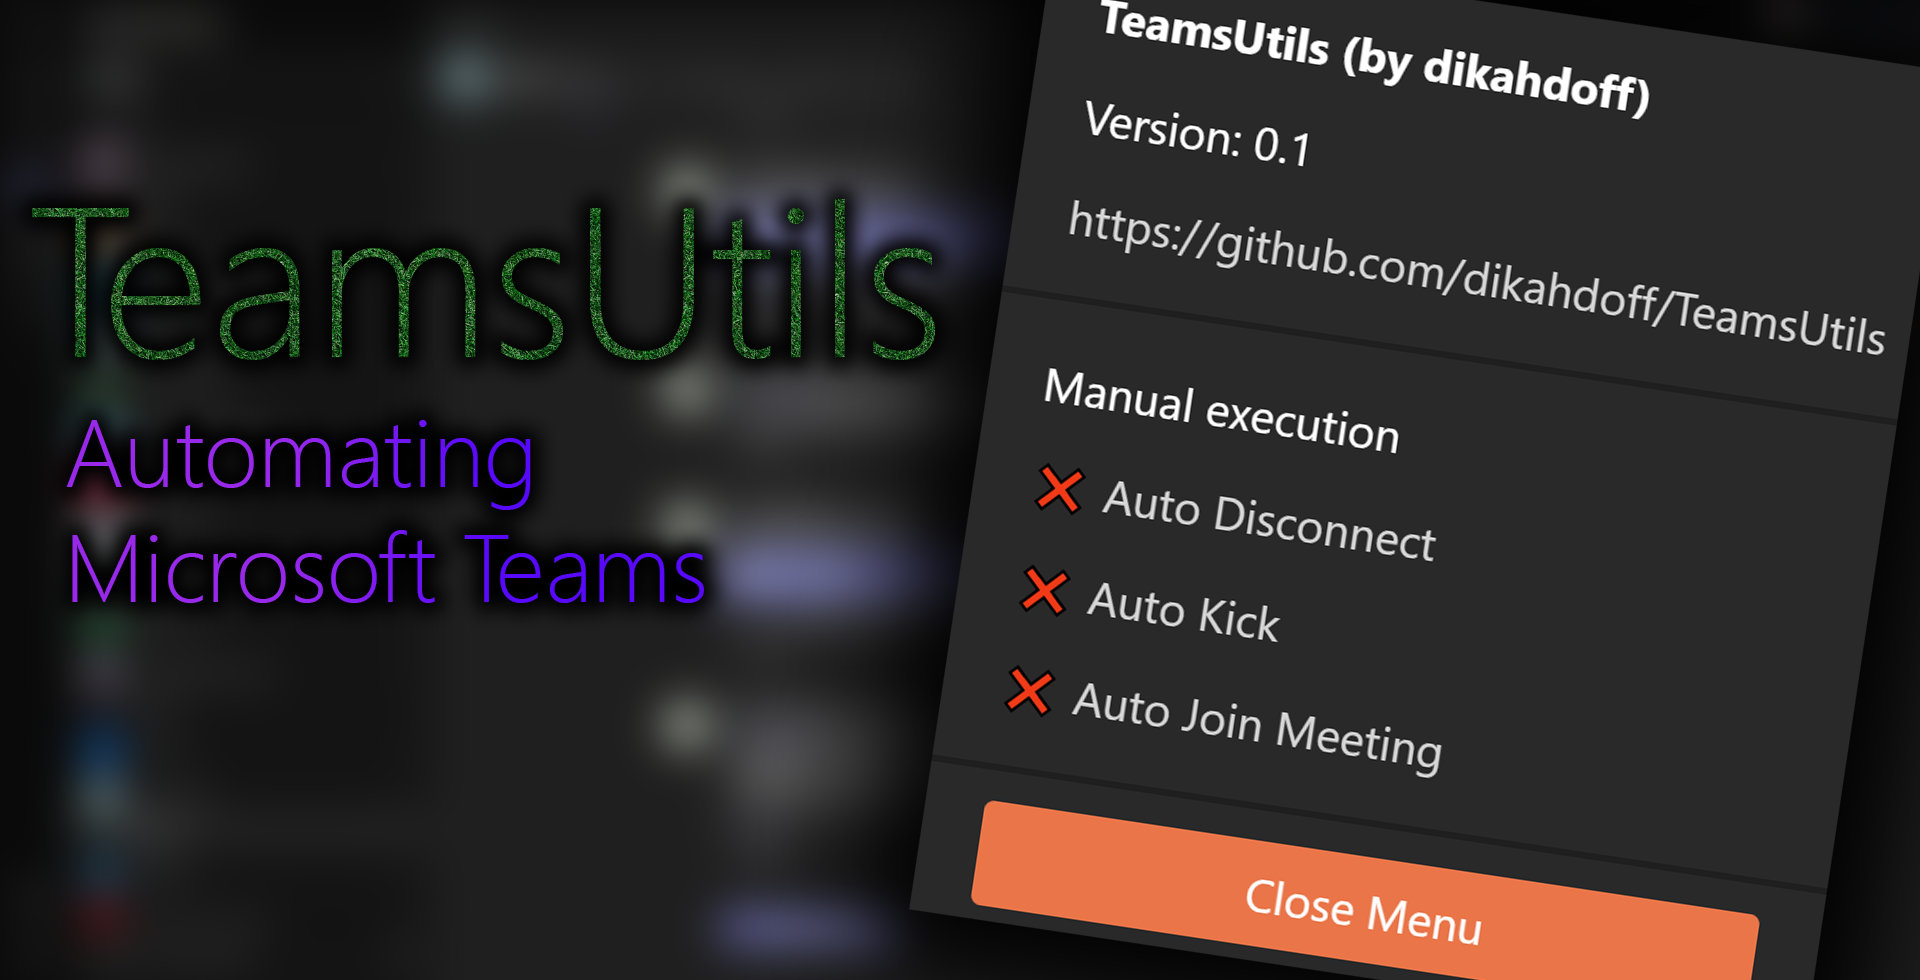 TeamsUtils
Automating
Microsoft Teams
TeamsUtils (by dikahdoff)
Version: 0.1
https://github.com/dikahdoff/TeamsUtils
Manual execution
❌ Auto Disconnect
❌ Auto Kick
❌ Auto Join Meeting
Close Menu